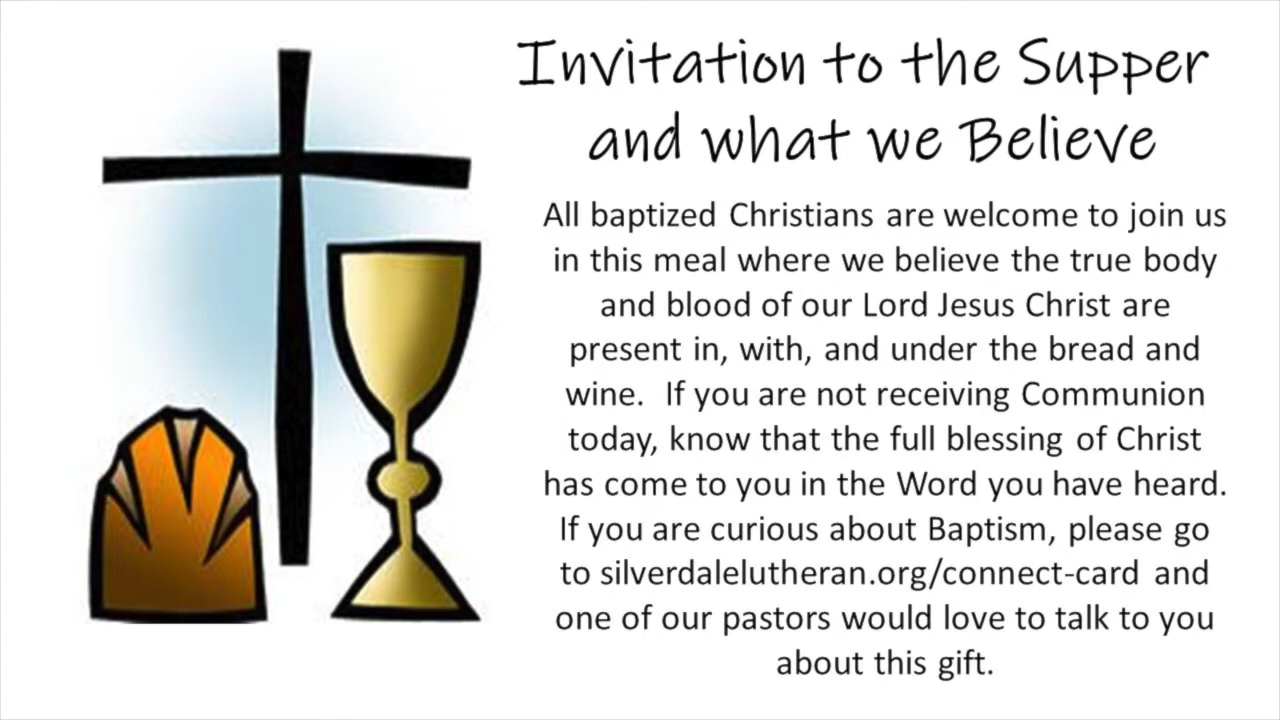 Invitation to the Supper
and what we Believe
All baptized Christians are welcome to join us
in this meal where we believe the true body
and blood of our Lord Jesus Christ are
present in, with, and under the bread and
wine.  If you are not receiving Communion
today, know that the full blessing of Christ
has come to you in the Word you have heard.
If you are curious about Baptism, please go
to silverdalelutheran.org/connect-card and
one of our pastors would love to talk to you
about this gift.